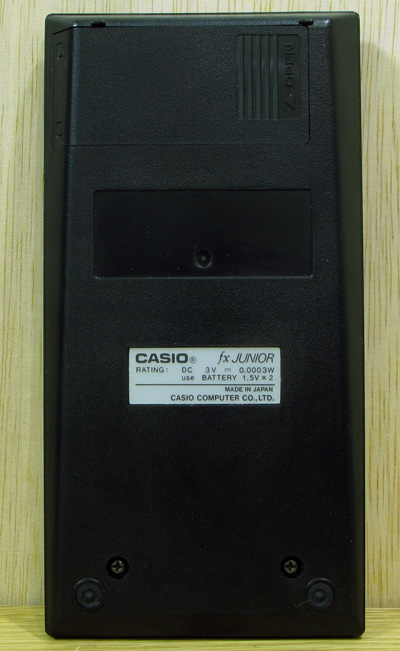 OPEN
CASIO® fx JUNIOR
RATING: DC 3V ⎓ 0.0003W
use BATTERY 1.5V×2
MADE IN JAPAN
CASIO COMPUTER CO.,LTD.